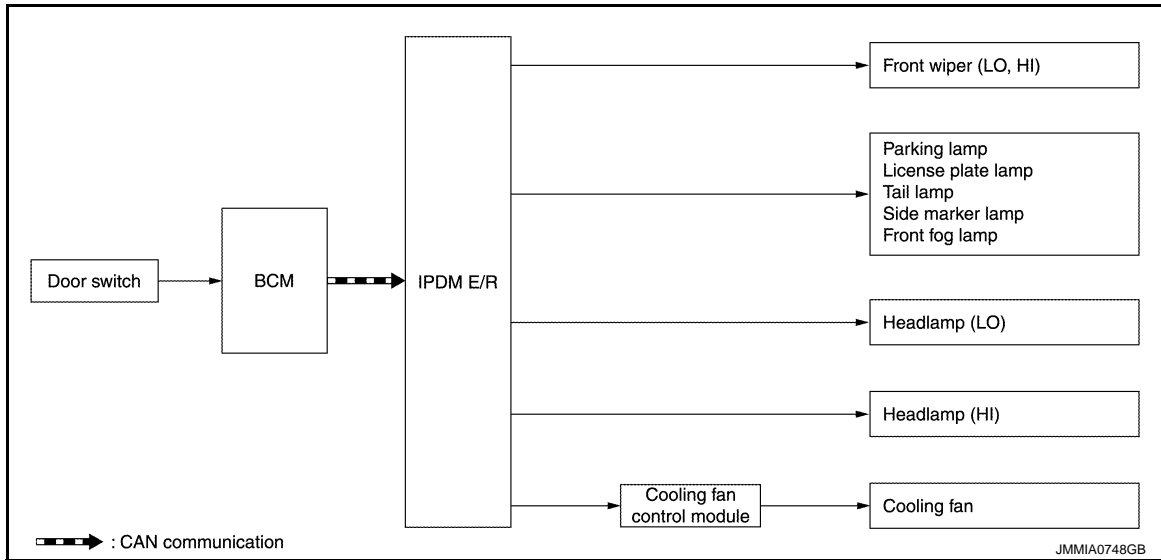 Front wiper (LO, HI)
Parking lamp
License plate lamp
Tail lamp
Side marker lamp
Front fog lamp
Door switch
BCM
IPDM E/R
Headlamp (LO)
Headlamp (HI)
Cooling fan
control module
Cooling fan
: CAN communication
JMMIA0748GB